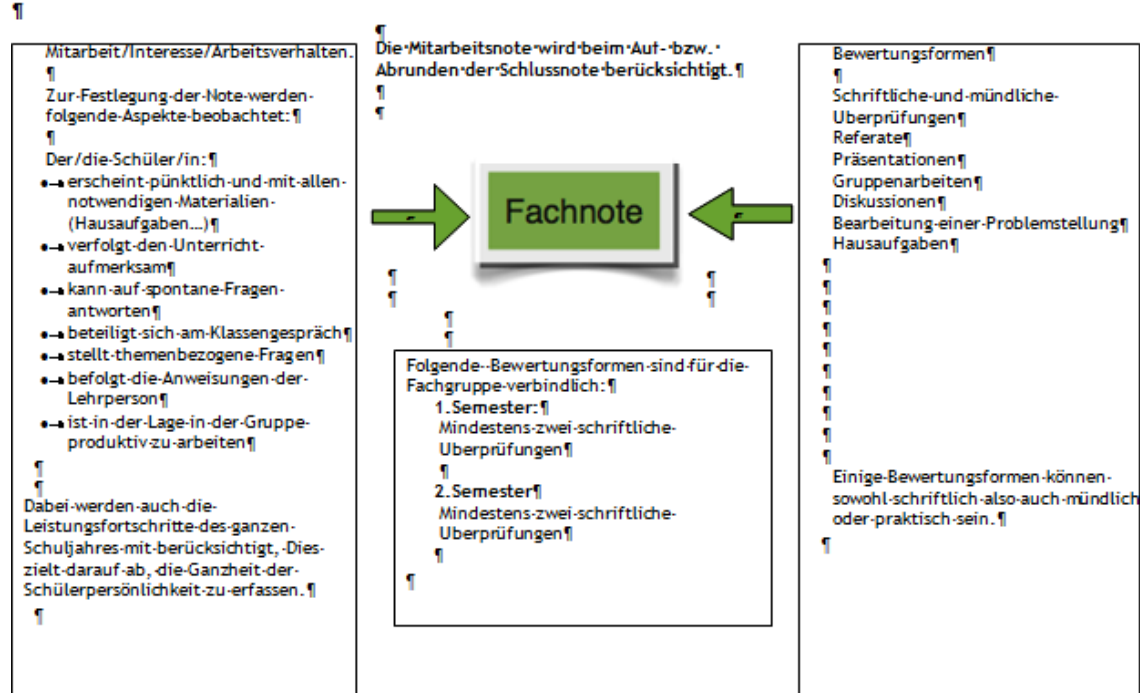 Mitarbeit/Interesse/Arbeitsverhalten.
Zur Festlegung der Note werden
folgende Aspekte beobachtet:
Der/die Schüler/in:
erscheint pünktlich und mit allen
notwendigen Materialien
(Hausaufgaben…)
verfolgt den Unterricht
aufmerksam
kann auf spontane Fragen
antworten
beteiligt sich am Klassengespräch
stellt themenbezogene Fragen
befolgt die Anweisungen der
Lehrperson
ist in der Lage in der Gruppe
produktiv zu arbeiten
Dabei werden auch die
Leistungsfortschritte des ganzen
Schuljahres mit berücksichtigt, Dies
zielt darauf ab, die Ganzheit der
Schülerpersönlichkeit zu erfassen.
Die Mitarbeitsnote wird beim Auf- bzw.
Abrunden der Schlussnote berücksichtigt.
Fachnote
Folgende Bewertungsformen sind für die
Fachgruppe verbindlich:
1.Semester:
Mindestens zwei schriftliche
Uberprüfungen
2.Semester
Mindestens zwei schriftliche
Uberprüfungen
Bewertungsformen
Schriftliche und mündliche
Uberprüfungen
Referate
Präsentationen
Gruppenarbeiten
Diskussionen
Bearbeitung einer Problemstellung
Hausaufgaben
Einige Bewertungsformen können
sowohl schriftlich also auch mündlich
oder praktisch sein.